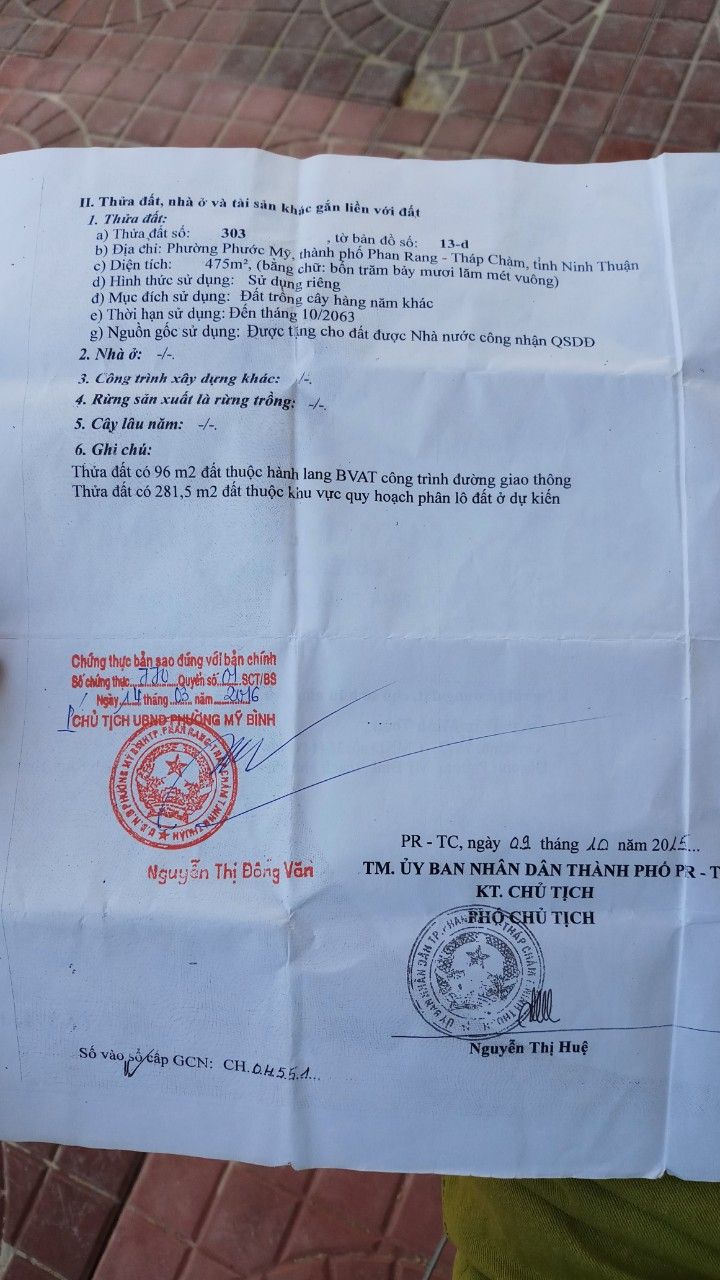 II. Thửa đất, nhà ở và tài sản khác gắn liền với đất
1. Thửa đất:
a) Thửa đất số: 303 , tờ bản đồ số: 13-d
b) Địa chỉ: Phường Phước Mỹ, thành phố Phan Rang - Tháp Chàm, tỉnh Ninh Thuận
c) Diện tích: 475m², (bằng chữ: bốn trăm bảy mươi lăm mét vuông)
d) Hình thức sử dụng: Sử dụng riêng
đ) Mục đích sử dụng: Đất trồng cây hàng năm khác
e) Thời hạn sử dụng: Đến tháng 10/2063
g) Nguồn gốc sử dụng: Được tặng cho đất được Nhà nước công nhận QSDĐ
2. Nhà ở: -/-.
3. Công trình xây dựng khác: -/-.
4. Rừng sản xuất là rừng trồng: -/-.
5. Cây lâu năm: -/-.
6. Ghi chú:
Thửa đất có 96 m2 đất thuộc hành lang BVAT công trình đường giao thông
Thửa đất có 281,5 m2 đất thuộc khu vực quy hoạch phân lô đất ở dự kiến
Chứng thực bản sao đúng với bản chính
Số chứng thực Quyển số 01 SCT/BS
Ngày 14 tháng 03 năm 2016
CHỦ TỊCH UBND PHƯỜNG MỸ BÌNH
Nguyễn Thị Đông Vân
PR - TC, ngày 09 tháng 10 năm 2015...
TM. ỦY BAN NHÂN DÂN THÀNH PHỐ PR - T
KT. CHỦ TỊCH
PHÓ CHỦ TỊCH
Nguyễn Thị Huệ
Số vào sổ cấp GCN: CH.04551...